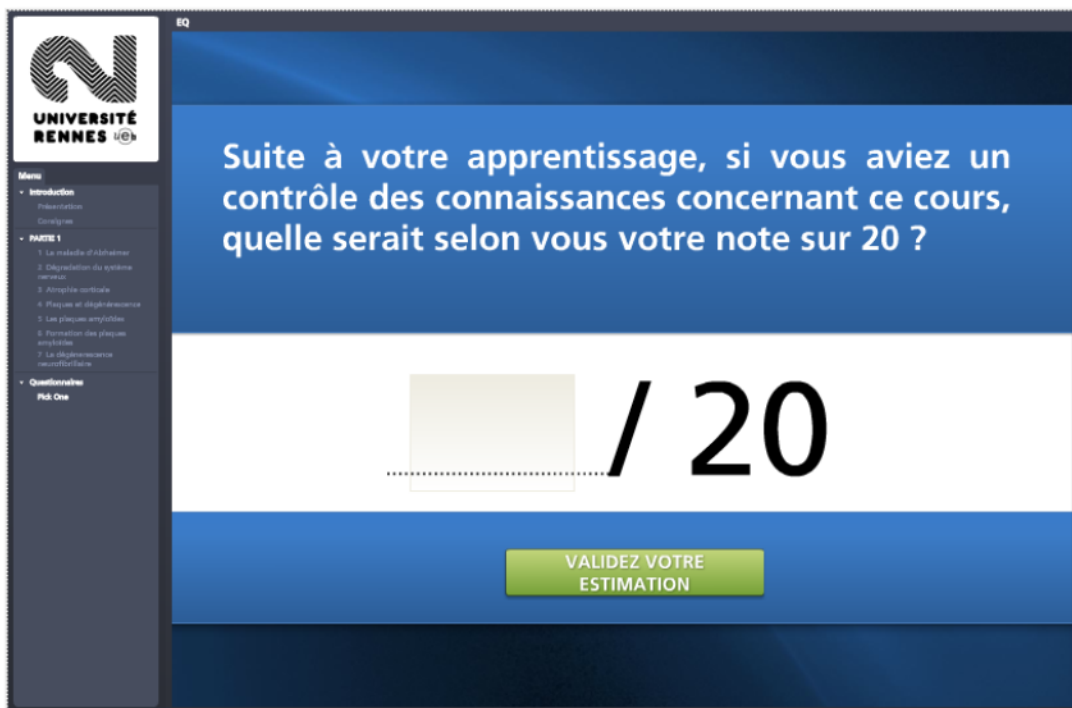 EQ
UNIVERSITÉ
RENNES ueb
Menu
Introduction
Présentation
Consignes
PARTIE 1
1 La maladie d'Alzheimer
2 Dégradation du système
nerveux
3 Atrophie corticale
4 Plaques et dégénérescence
5 Les plaques amyloïdes
6 Formation des plaques
amyloïdes
7 La dégénérescence
neurofibrillaire
Questionnaires
Pick One
Suite à votre apprentissage, si vous aviez un
contrôle des connaissances concernant ce cours,
quelle serait selon vous votre note sur 20 ?
/ 20
VALIDEZ VOTRE
ESTIMATION